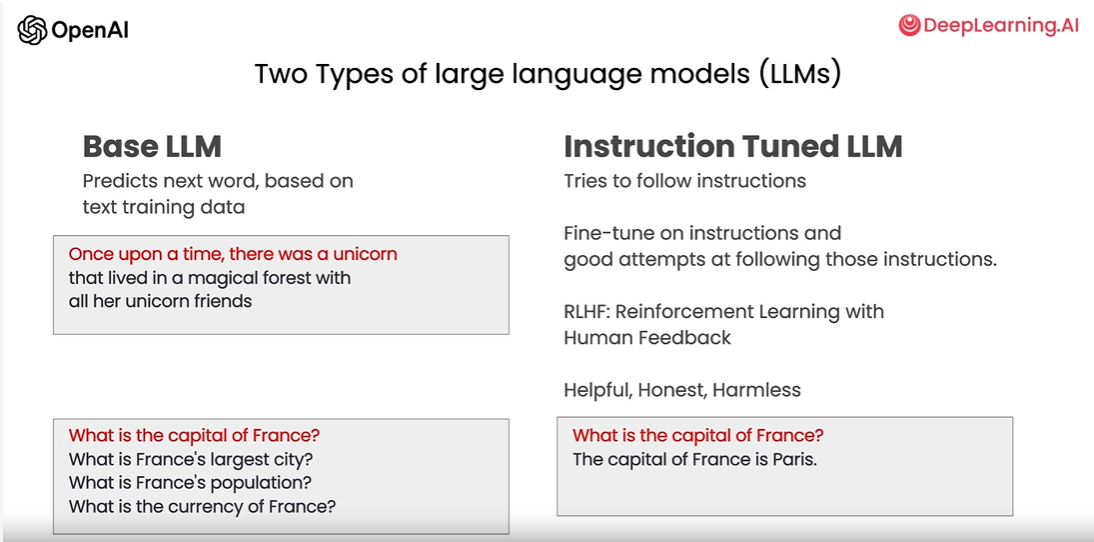 OpenAI
DeepLearning.AI
Two Types of large language models (LLMs)
Base LLM
Predicts next word, based on
text training data
Once upon a time, there was a unicorn
that lived in a magical forest with
all her unicorn friends
What is the capital of France?
What is France's largest city?
What is France's population?
What is the currency of France?
Instruction Tuned LLM
Tries to follow instructions
Fine-tune on instructions and
good attempts at following those instructions.
RLHF: Reinforcement Learning with
Human Feedback
Helpful, Honest, Harmless
What is the capital of France?
The capital of France is Paris.